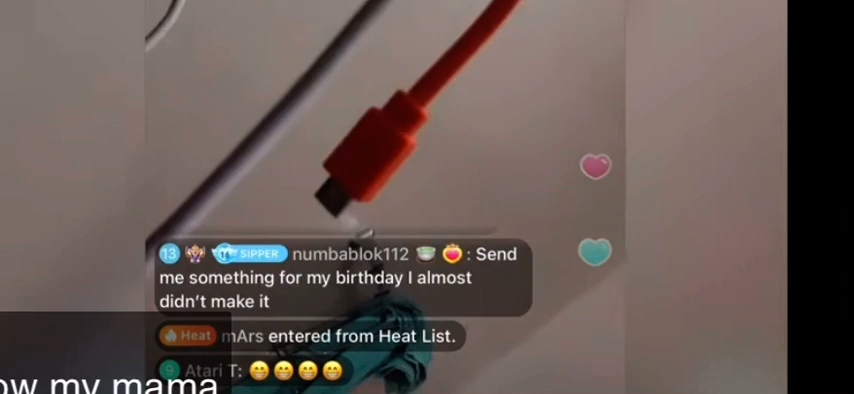 13 SIPPER numbablok112 : Send
me something for my birthday I almost
didn't make it
Heat mArs entered from Heat List.
9 Atari T: 😁😁😁😁
ow my mama